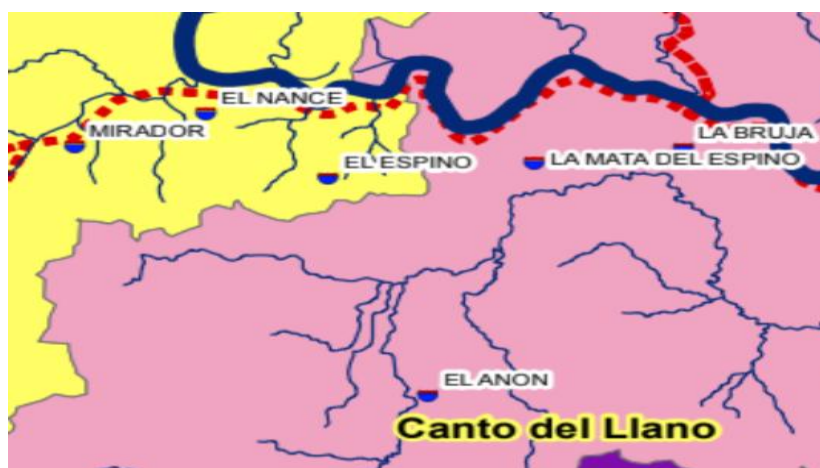 EL NANCE
MIRADOR
LA BRUJA
EL ESPINO
LA MATA DEL ESPINO
EL ANON
Canto del Llano